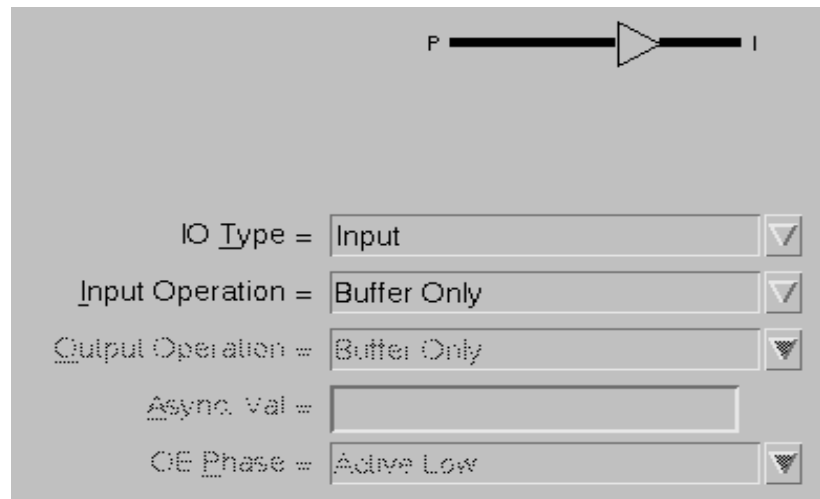 P I
IO Type = Input
Input Operation = Buffer Only
Output Operation = Buffer Only
Async. Val =
OE Phase = Active Low